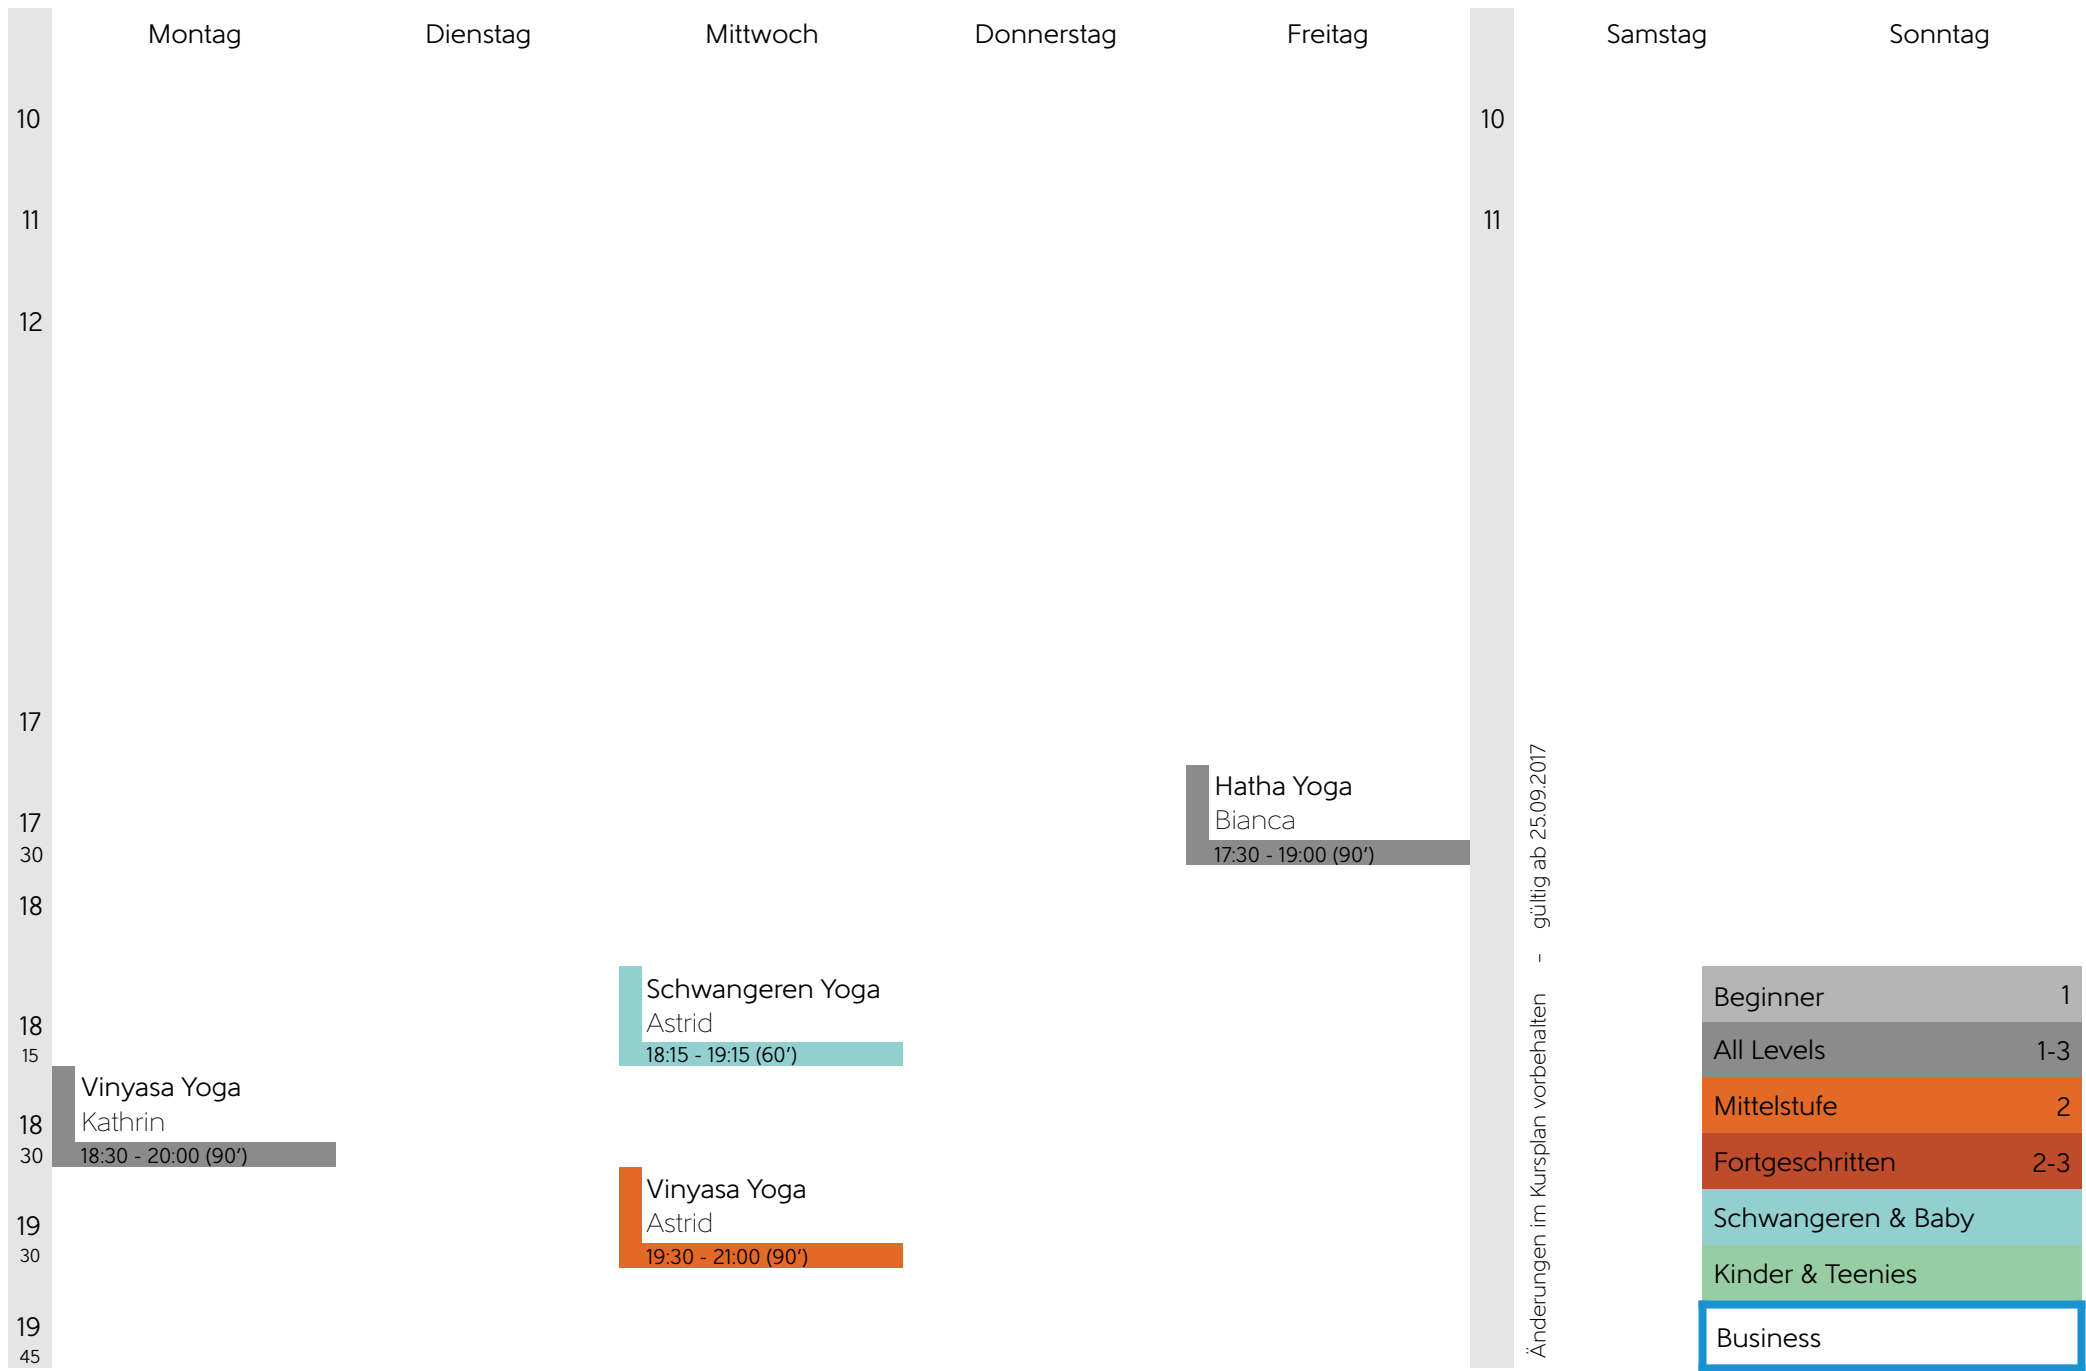 Montag Dienstag Mittwoch Donnerstag Freitag Samstag Sonntag
10 10
11 11
12
17
Hatha Yoga
Bianca
17:30 - 19:00 (90')
17
30
18
Schwangeren Yoga
Astrid
18:15 - 19:15 (60')
18
15
Vinyasa Yoga
Kathrin
18:30 - 20:00 (90')
18
30
Vinyasa Yoga
Astrid
19:30 - 21:00 (90')
19
30
19
45
Änderungen im Kursplan vorbehalten – gültig ab 25.09.2017
Beginner 1
All Levels 1-3
Mittelstufe 2
Fortgeschritten 2-3
Schwangeren & Baby
Kinder & Teenies
Business